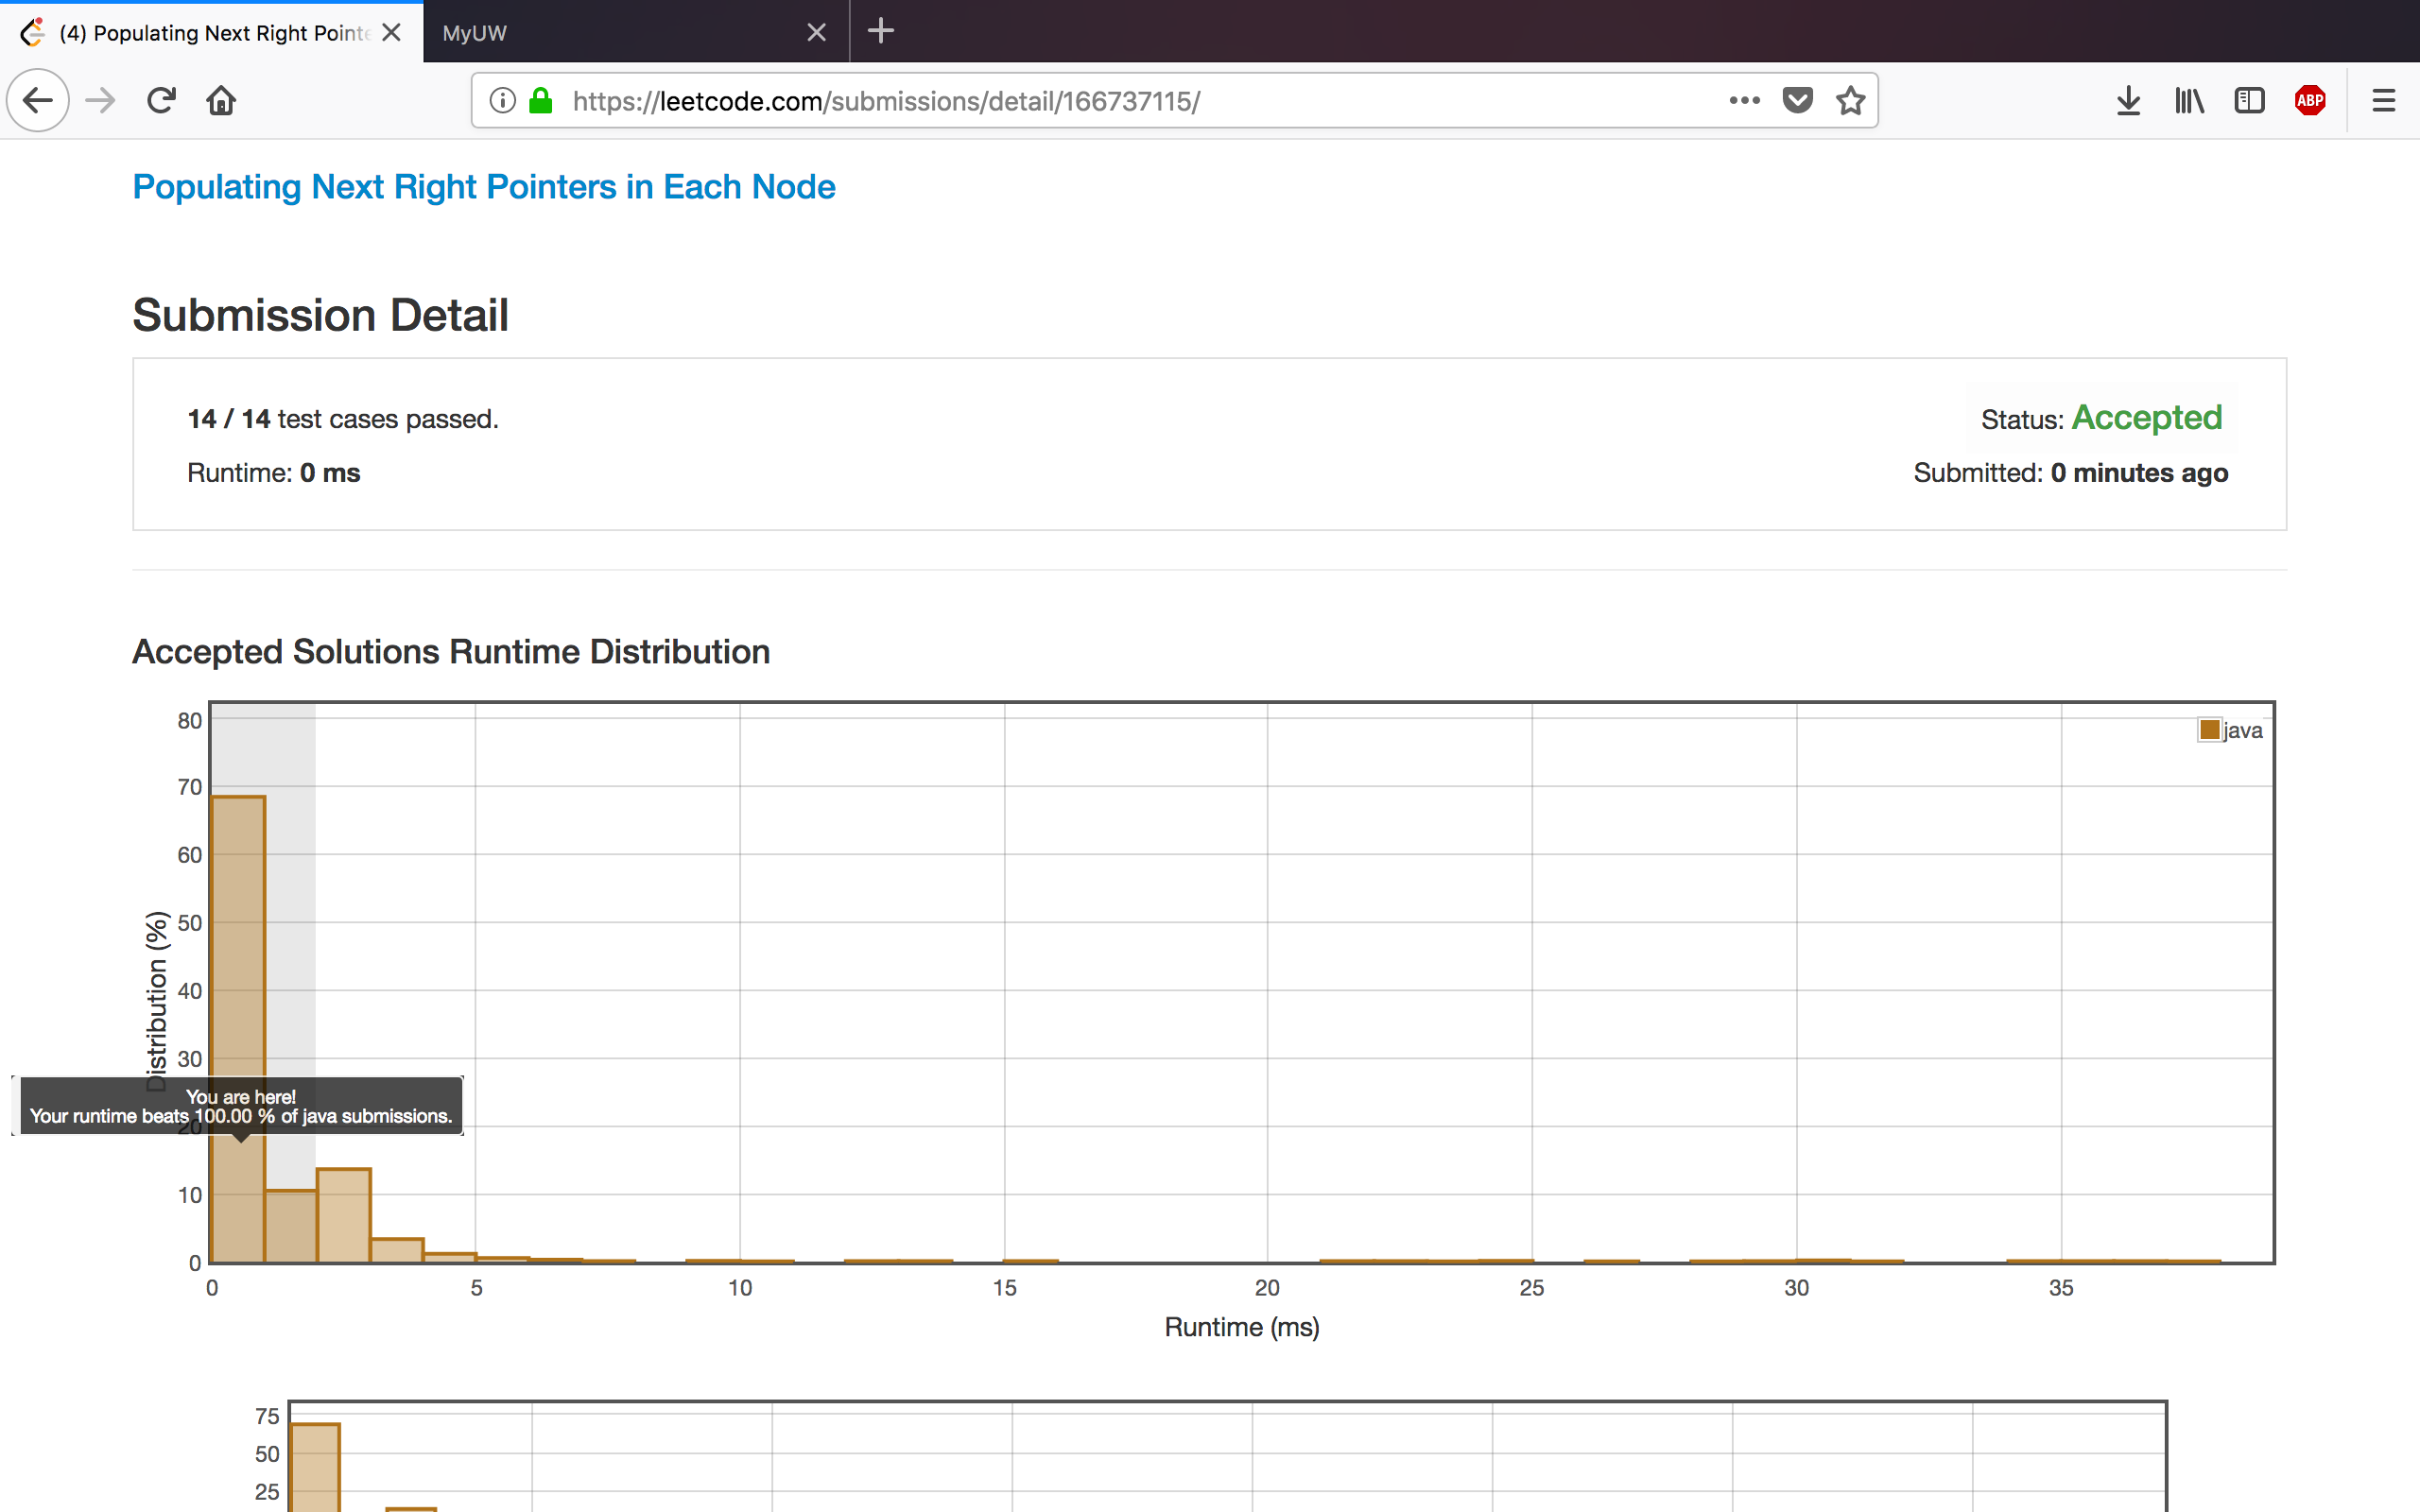 (4) Populating Next Right Pointe
MyUW
https://leetcode.com/submissions/detail/166737115/
ABP
Populating Next Right Pointers in Each Node
Submission Detail
14 / 14 test cases passed.
Status: Accepted
Runtime: 0 ms
Submitted: 0 minutes ago
Accepted Solutions Runtime Distribution
java
80
70
60
50
40
30
20
10
0
Distribution (%)
You are here!
Your runtime beats 100.00 % of java submissions.
0 5 10 15 20 25 30 35
Runtime (ms)
75
50
25